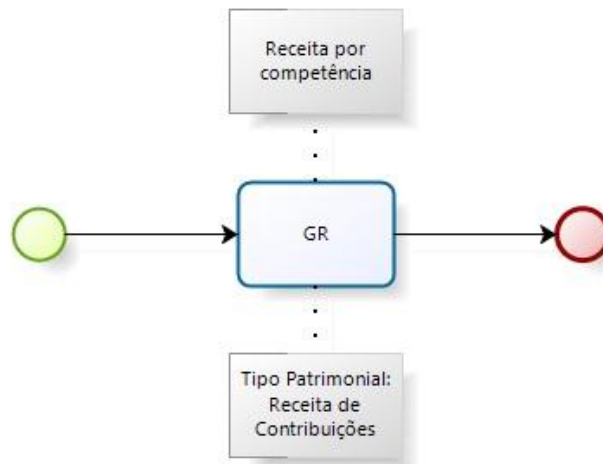 Receita por
competência
GR
Tipo Patrimonial:
Receita de
Contribuições